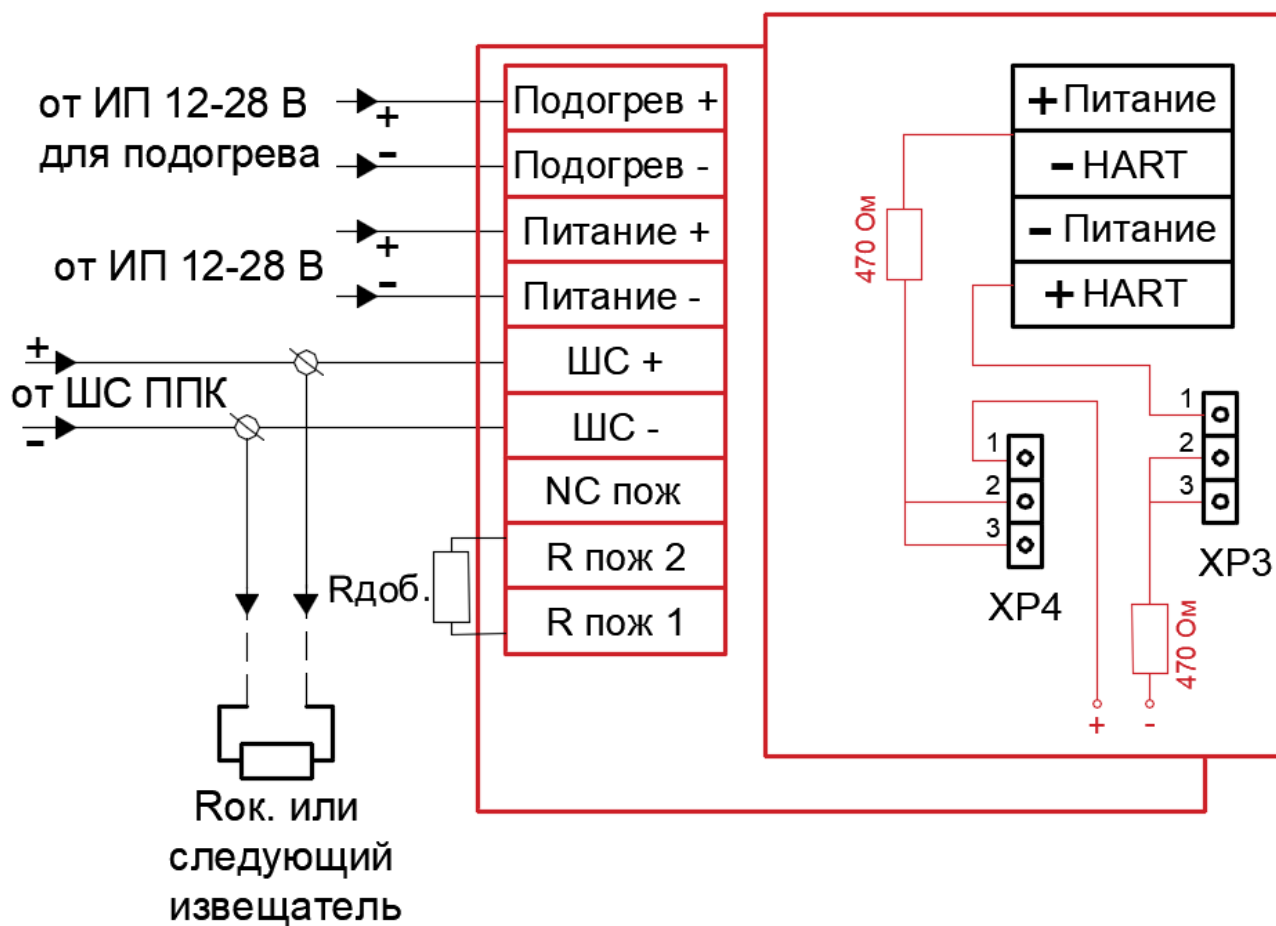 от ИП 12-28 В
для подогрева
+
-
от ИП 12-28 В
+
-
+
от ШС ППК
-
Подогрев +
Подогрев -
Питание +
Питание -
ШС +
ШС -
NC пож
R пож 2
R пож 1
Rдоб.
Rок. или
следующий
извещатель
+ Питание
- HART
- Питание
+ HART
470 Ом
1
2
3
XP4
1
2
3
XP3
470 Ом
+
-